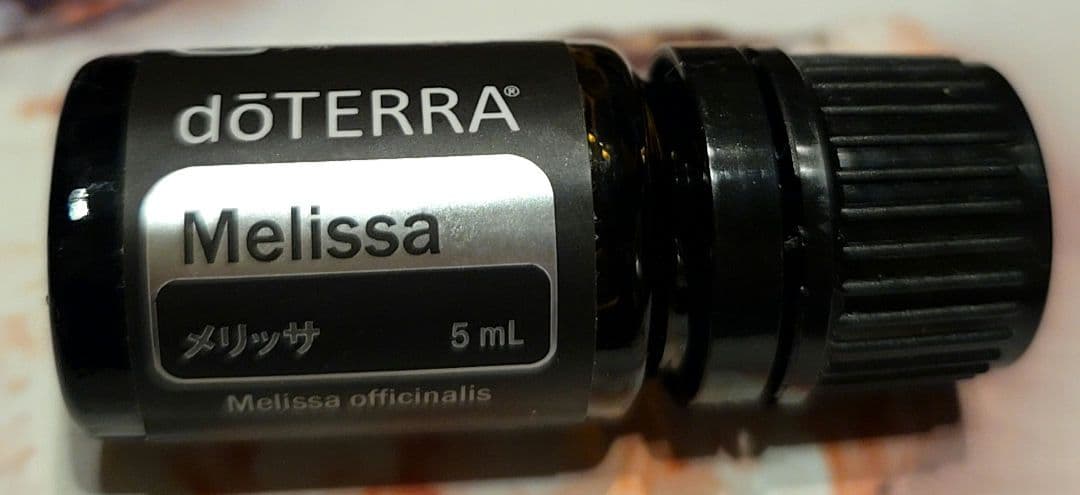 dōTERRA®
Melissa
メリッサ 5 mL
Melissa officinalis